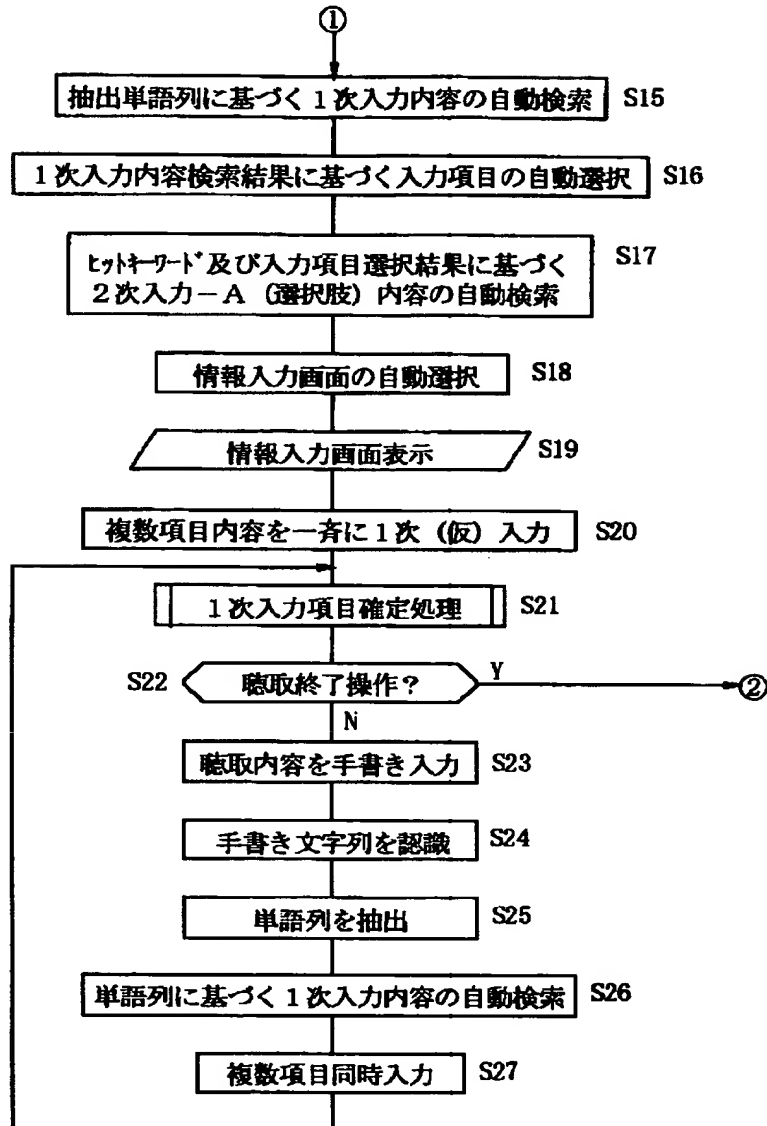 ①
抽出単語列に基づく1次入力内容の自動検索 S15
1次入力内容検索結果に基づく入力項目の自動選択 S16
ﾋｯﾄｷｰﾜｰﾄﾞ及び入力項目選択結果に基づく S17
2次入力－A（選択肢）内容の自動検索
情報入力画面の自動選択 S18
情報入力画面表示 S19
複数項目内容を一斉に1次（仮）入力 S20
1次入力項目確定処理 S21
S22 聴取終了操作？ Y ②
N
聴取内容を手書き入力 S23
手書き文字列を認識 S24
単語列を抽出 S25
単語列に基づく1次入力内容の自動検索 S26
複数項目同時入力 S27